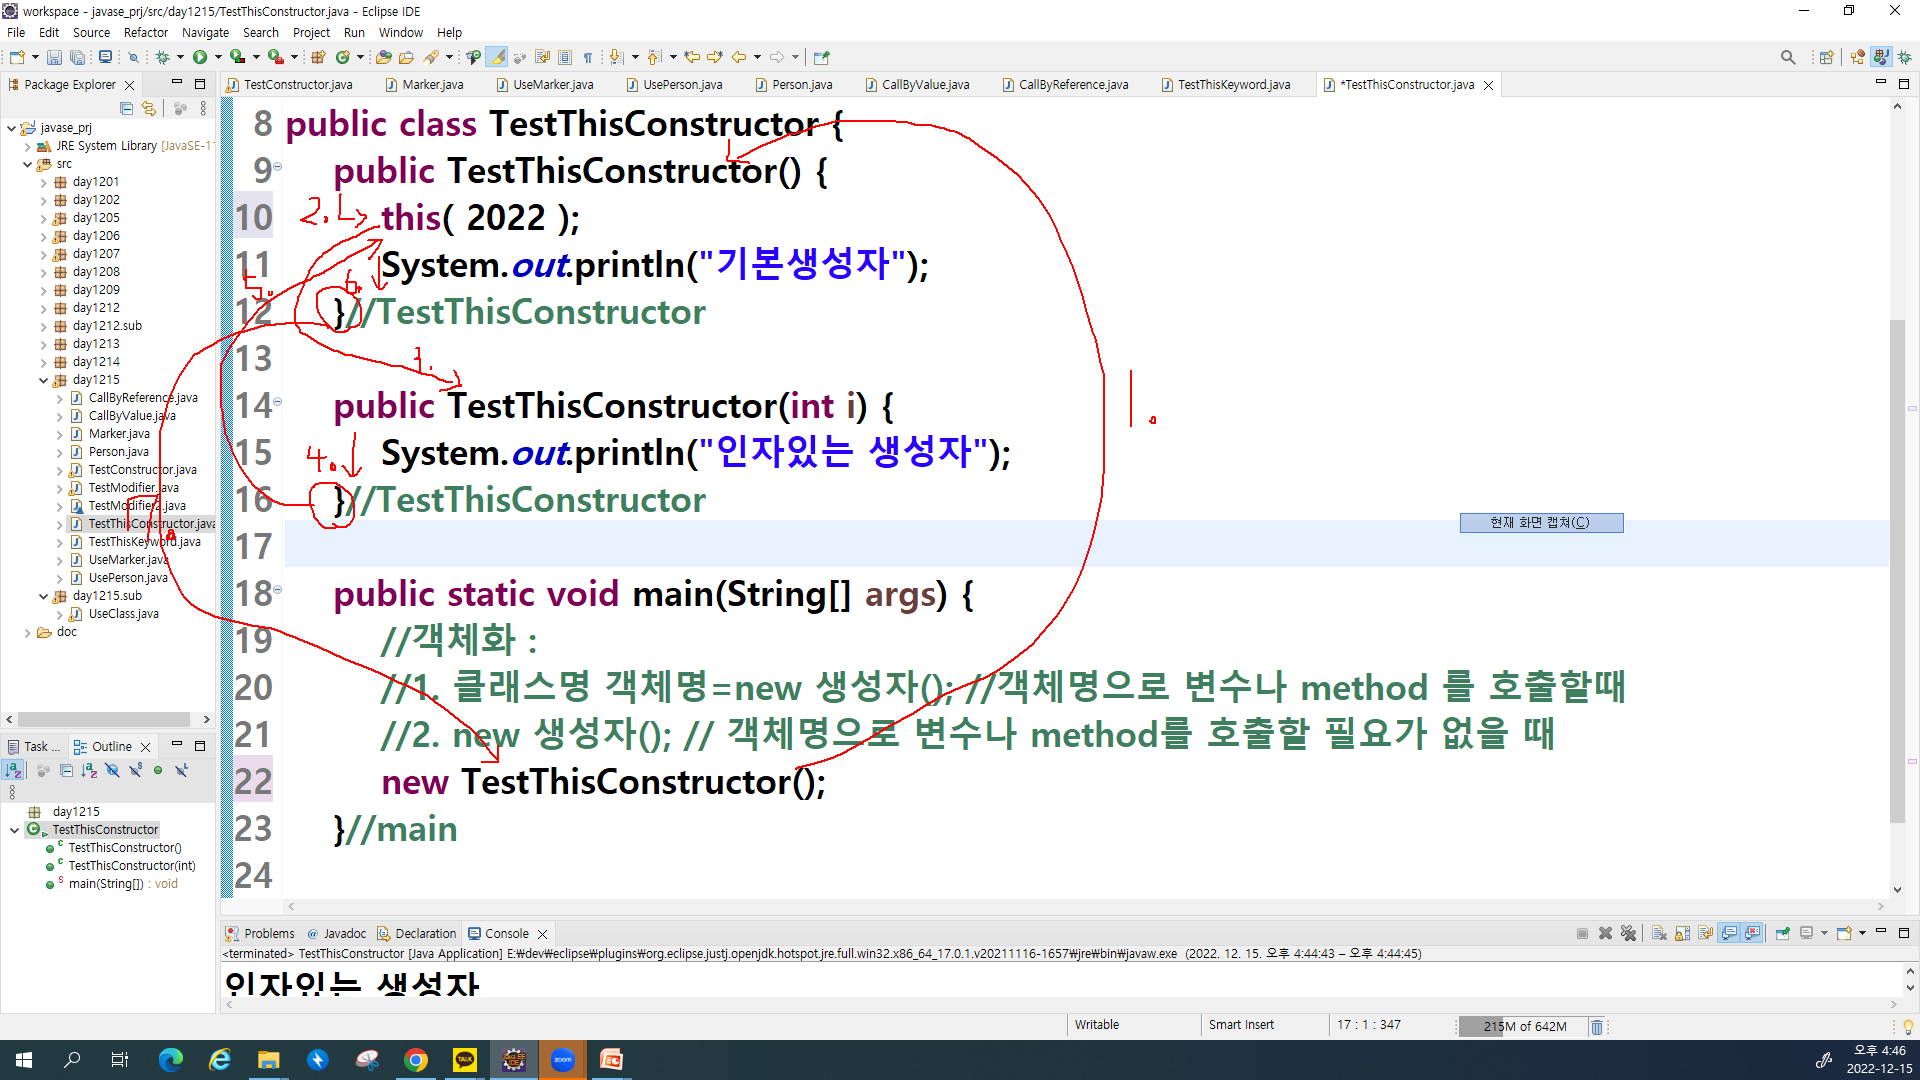 workspace - javase_prj/src/day1215/TestThisConstructor.java - Eclipse IDE
File Edit Source Refactor Navigate Search Project Run Window Help
Package Explorer
TestConstructor.java Marker.java UseMarker.java UsePerson.java Person.java CallByValue.java CallByReference.java TestThisKeyword.java *TestThisConstructor.java
javase_prj
JRE System Library [JavaSE-1
src
day1201
day1202
day1205
day1206
day1207
day1208
day1209
day1212
day1212.sub
day1213
day1214
day1215
CallByReference.java
CallByValue.java
Marker.java
Person.java
TestConstructor.java
TestModifier.java
TestModifier2.java
TestThisConstructor.java
TestThisKeyword.java
UseMarker.java
UsePerson.java
day1215.sub
UseClass.java
doc
8 public class TestThisConstructor {
9 public TestThisConstructor() {
2. 10 this( 2022 );
11 System.out.println("기본생성자");
5. 6.
12 }//TestThisConstructor
13
3.
14 public TestThisConstructor(int i) {
1.
15 System.out.println("인자있는 생성자");
4.
16 }//TestThisConstructor
7.
17
현재 화면 캡쳐(C)
18 public static void main(String[] args) {
19 //객체화 :
20 //1. 클래스명 객체명=new 생성자(); //객체명으로 변수나 method 를 호출할때
21 //2. new 생성자(); // 객체명으로 변수나 method를 호출할 필요가 없을 때
22 new TestThisConstructor();
23 }//main
24
Task ... Outline
day1215
TestThisConstructor
TestThisConstructor()
TestThisConstructor(int)
main(String[]) : void
Problems @ Javadoc Declaration Console
<terminated> TestThisConstructor [Java Application] E:₩dev₩eclipse₩plugins₩org.eclipse.justj.openjdk.hotspot.jre.full.win32.x86_64_17.0.1.v20211116-1657₩jre₩bin₩javaw.exe (2022. 12. 15. 오후 4:44:43 – 오후 4:44:45)
인자있는 생성자
Writable Smart Insert 17 : 1 : 347 215M of 642M
TALK
zoom
오후 4:46
2022-12-15